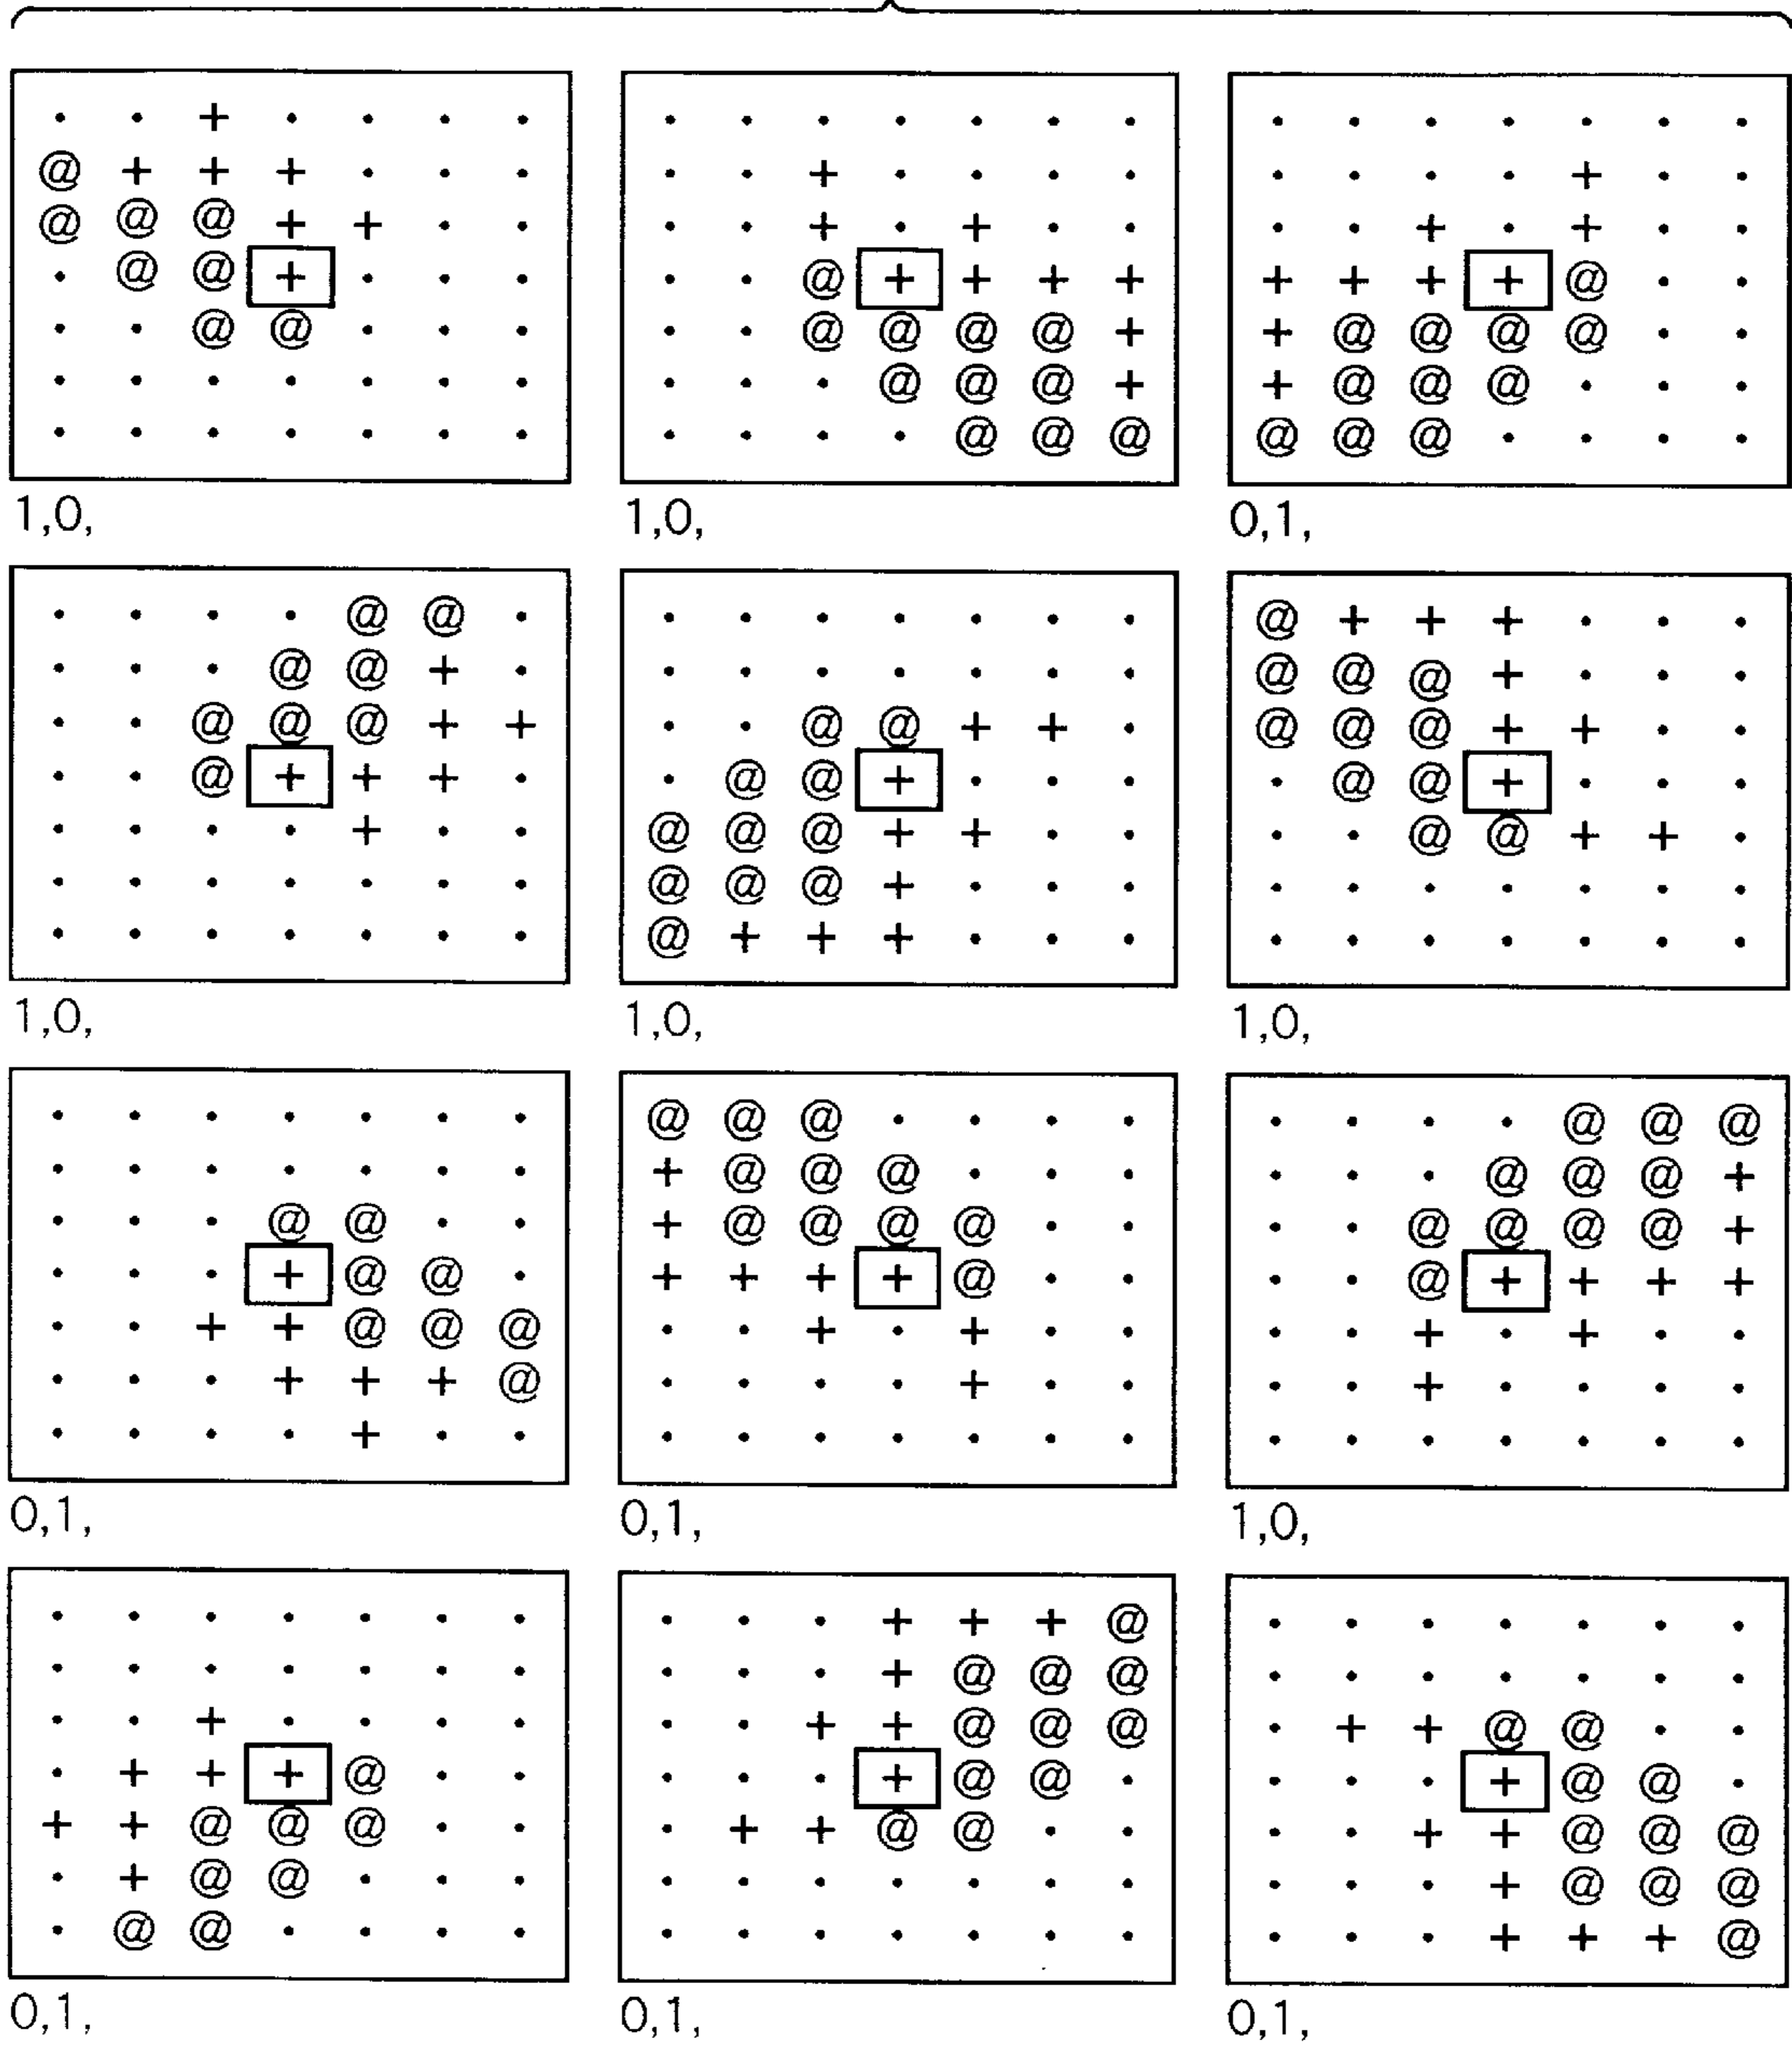 . . + . . . .
@ + + + . . .
@ @ @ + + . .
. @ @ + . . .
. . @ @ . . .
. . . . . . .
. . . . . . .
1,0,
. . . . . . .
. . + . . . .
. . + . + . .
. . @ + + + +
. . @ @ @ @ +
. . . @ @ @ +
. . . . @ @ @
1,0,
. . . . . . .
. . . . + . .
. . + . + . .
+ + + + @ . .
+ @ @ @ @ . .
+ @ @ @ . . .
@ @ @ . . . .
0,1,
. . . . @ @ .
. . . @ @ + .
. . @ @ @ + +
. . @ + + + .
. . . . + . .
. . . . . . .
. . . . . . .
1,0,
. . . . . . .
. . . . . . .
. . @ @ + + .
. @ @ + . . .
@ @ @ + + . .
@ @ @ + . . .
@ + + + . . .
1,0,
@ + + + . . .
@ @ @ + . . .
@ @ @ + + . .
. @ @ + . . .
. . @ @ + + .
. . . . . . .
. . . . . . .
1,0,
. . . . . . .
. . . . . . .
. . . @ @ . .
. . . + @ @ .
. . + + @ @ @
. . . + + + @
. . . . + . .
0,1,
@ @ @ . . . .
+ @ @ @ . . .
+ @ @ @ @ . .
+ + + + @ . .
. . + . + . .
. . . . + . .
. . . . . . .
0,1,
. . . . @ @ @
. . . @ @ @ +
. . @ @ @ @ +
. . @ + + + +
. . + . + . .
. . + . . . .
. . . . . . .
1,0,
. . . . . . .
. . . . . . .
. . + . . . .
. + + + @ . .
+ + @ @ @ . .
. + @ @ . . .
. @ @ . . . .
0,1,
. . . + + + @
. . . + @ @ @
. . + + @ @ @
. . . + @ @ .
. + + @ @ . .
. . . . . . .
. . . . . . .
0,1,
. . . . . . .
. . . . . . .
. + + @ @ . .
. . . + @ @ .
. . + + @ @ @
. . . + @ @ @
. . . + + + @
0,1,